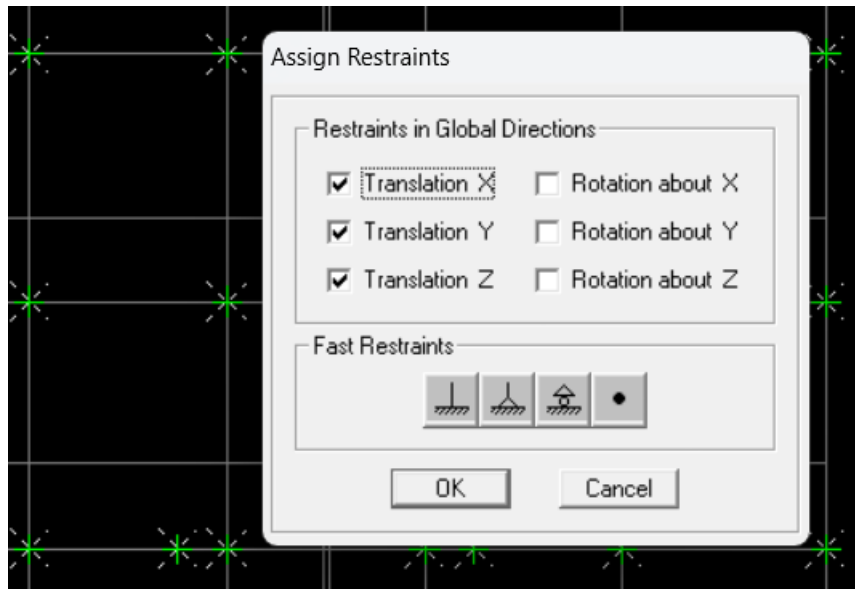 Assign Restraints
Restraints in Global Directions
Translation X Rotation about X
Translation Y Rotation about Y
Translation Z Rotation about Z
Fast Restraints
OK Cancel